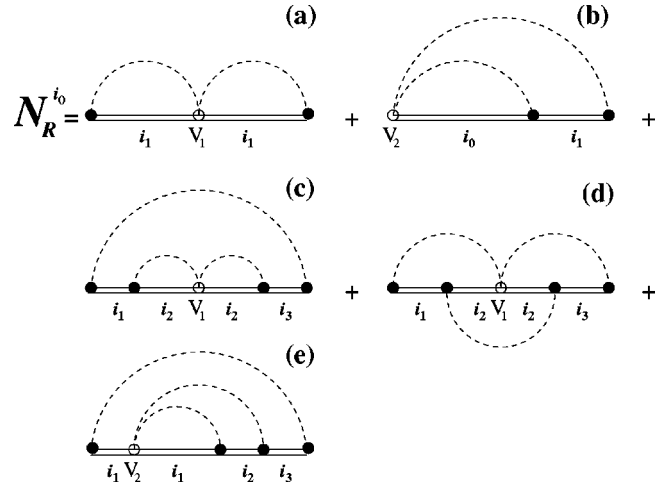 (a) (b)
N_R^{i_0} = i_1 V_1 i_1 + V_2 i_0 i_1 +
(c) (d)
i_1 i_2 V_1 i_2 i_3 + i_1 i_2 V_1 i_2 i_3 +
(e)
i_1 V_2 i_1 i_2 i_3